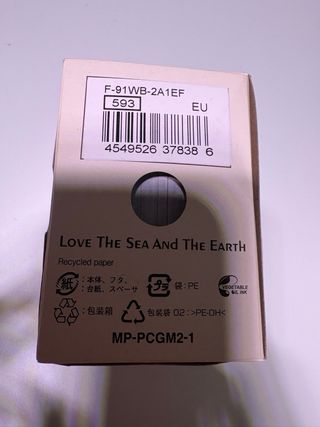 F-91WB-2A1EF
593 EU
4549526 37838 6
LOVE THE SEA AND THE EARTH
Recycled paper
紙 :本体、フタ、
:台紙、スペーサ
プラ :袋:PE
VEGETABLE
OIL INK
:包装箱
包装袋 02:>PE-DH<
MP-PCGM2-1